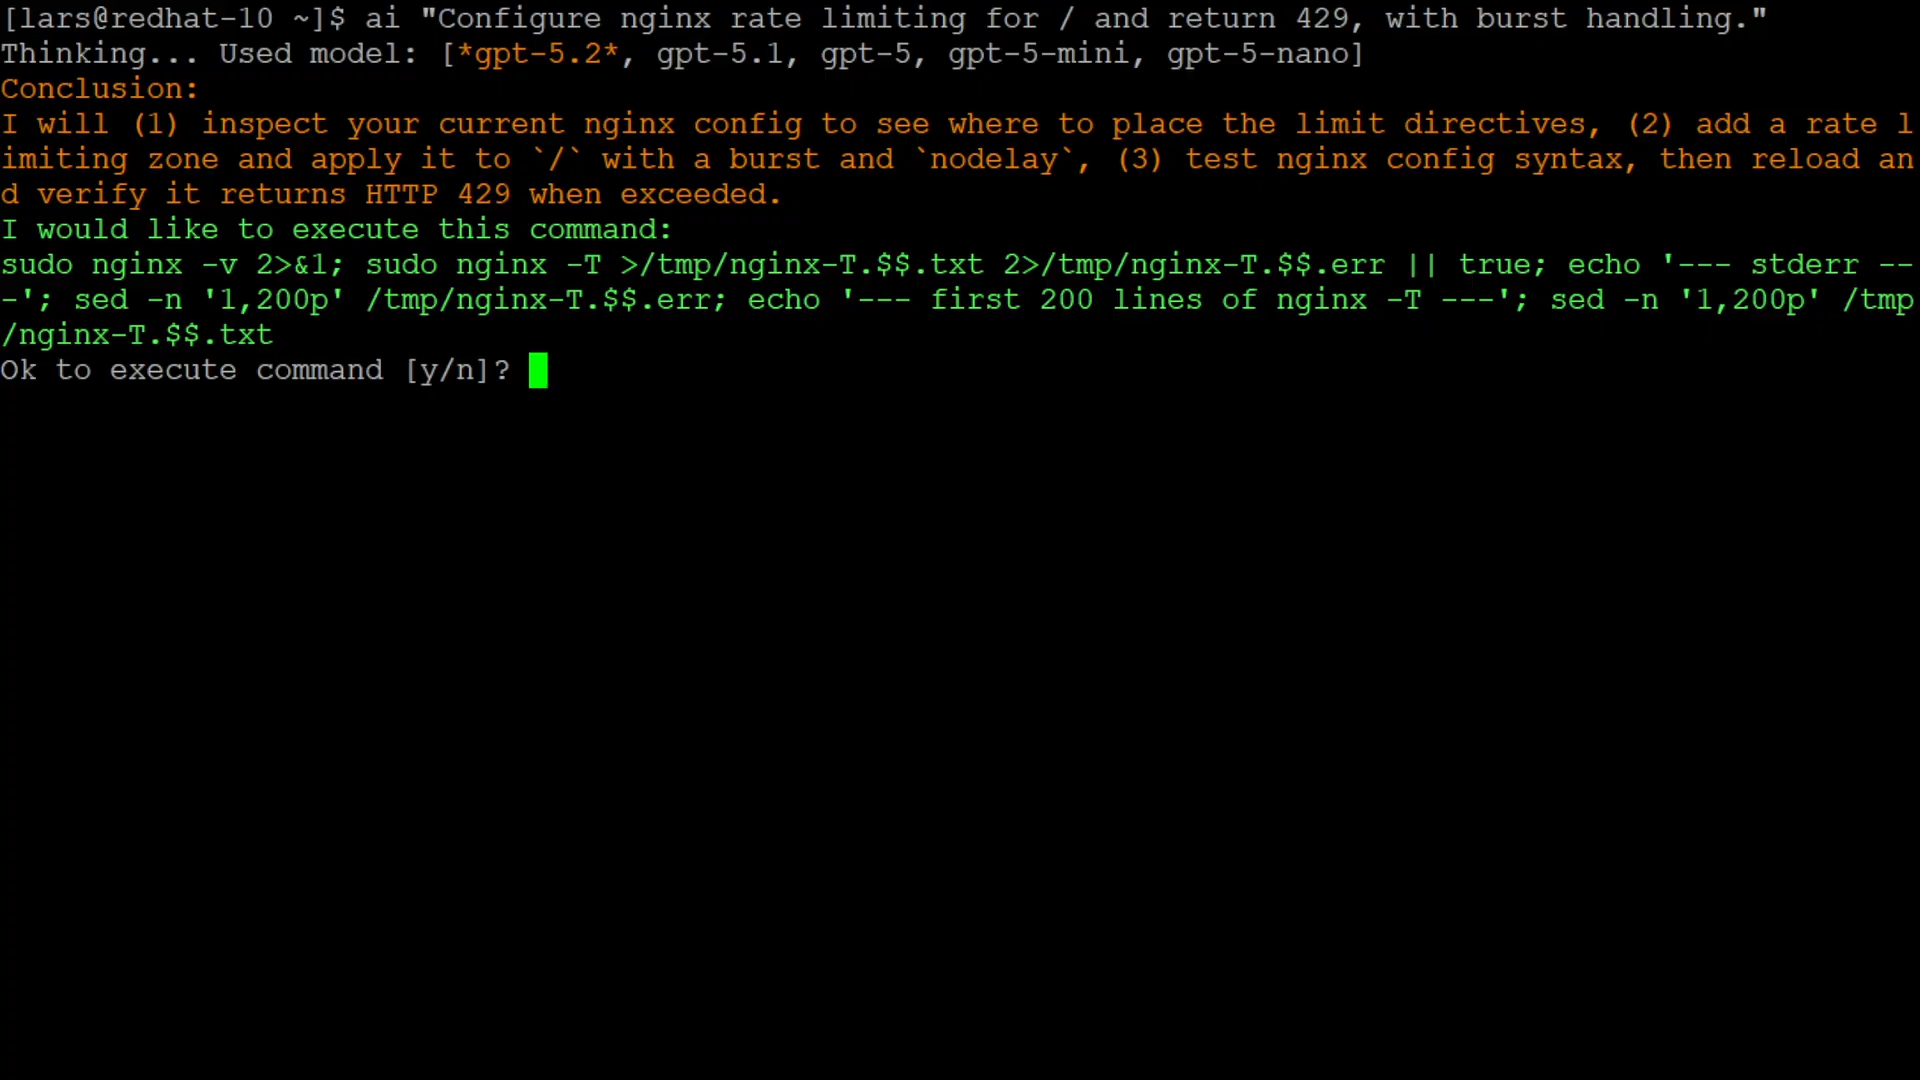 [lars@redhat-10 ~]$ ai "Configure nginx rate limiting for / and return 429, with burst handling."
Thinking... Used model: [*gpt-5.2*, gpt-5.1, gpt-5, gpt-5-mini, gpt-5-nano]
Conclusion:
I will (1) inspect your current nginx config to see where to place the limit directives, (2) add a rate l
imiting zone and apply it to `/` with a burst and `nodelay`, (3) test nginx config syntax, then reload an
d verify it returns HTTP 429 when exceeded.
I would like to execute this command:
sudo nginx -v 2>&1; sudo nginx -T >/tmp/nginx-T.$$.txt 2>/tmp/nginx-T.$$.err || true; echo '--- stderr --
-'; sed -n '1,200p' /tmp/nginx-T.$$.err; echo '--- first 200 lines of nginx -T ---'; sed -n '1,200p' /tmp
/nginx-T.$$.txt
Ok to execute command [y/n]?